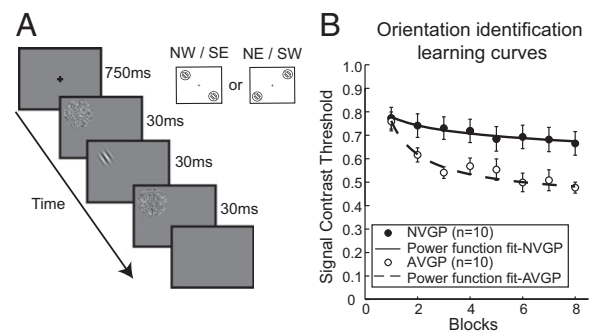 A
NW / SE
NE / SW
or
750ms
30ms
30ms
30ms
Time
B
Orientation identification
learning curves
Signal Contrast Threshold
1.0
0.9
0.8
0.7
0.6
0.5
0.4
0.3
0.2
0.1
0
NVGP (n=10)
Power function fit-NVGP
AVGP (n=10)
Power function fit-AVGP
0
2
4
6
8
Blocks